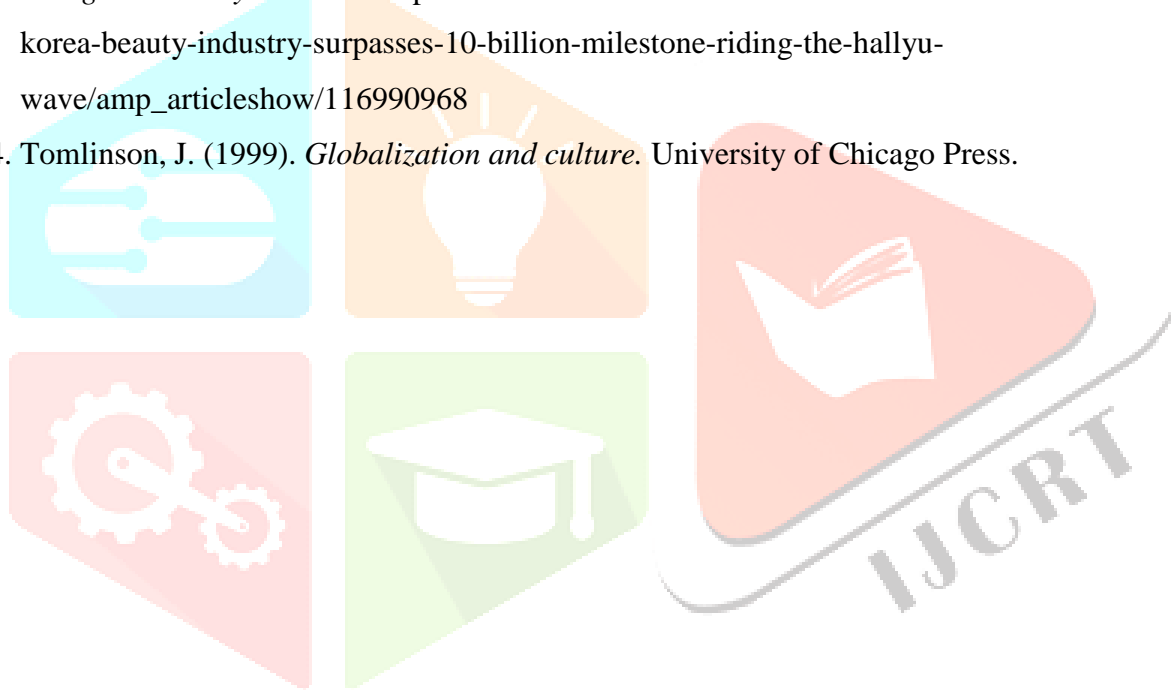 korea-beauty-industry-surpasses-10-billion-milestone-riding-the-hallyu-
wave/amp_articleshow/116990968
4. Tomlinson, J. (1999). Globalization and culture. University of Chicago Press.
IJCRT